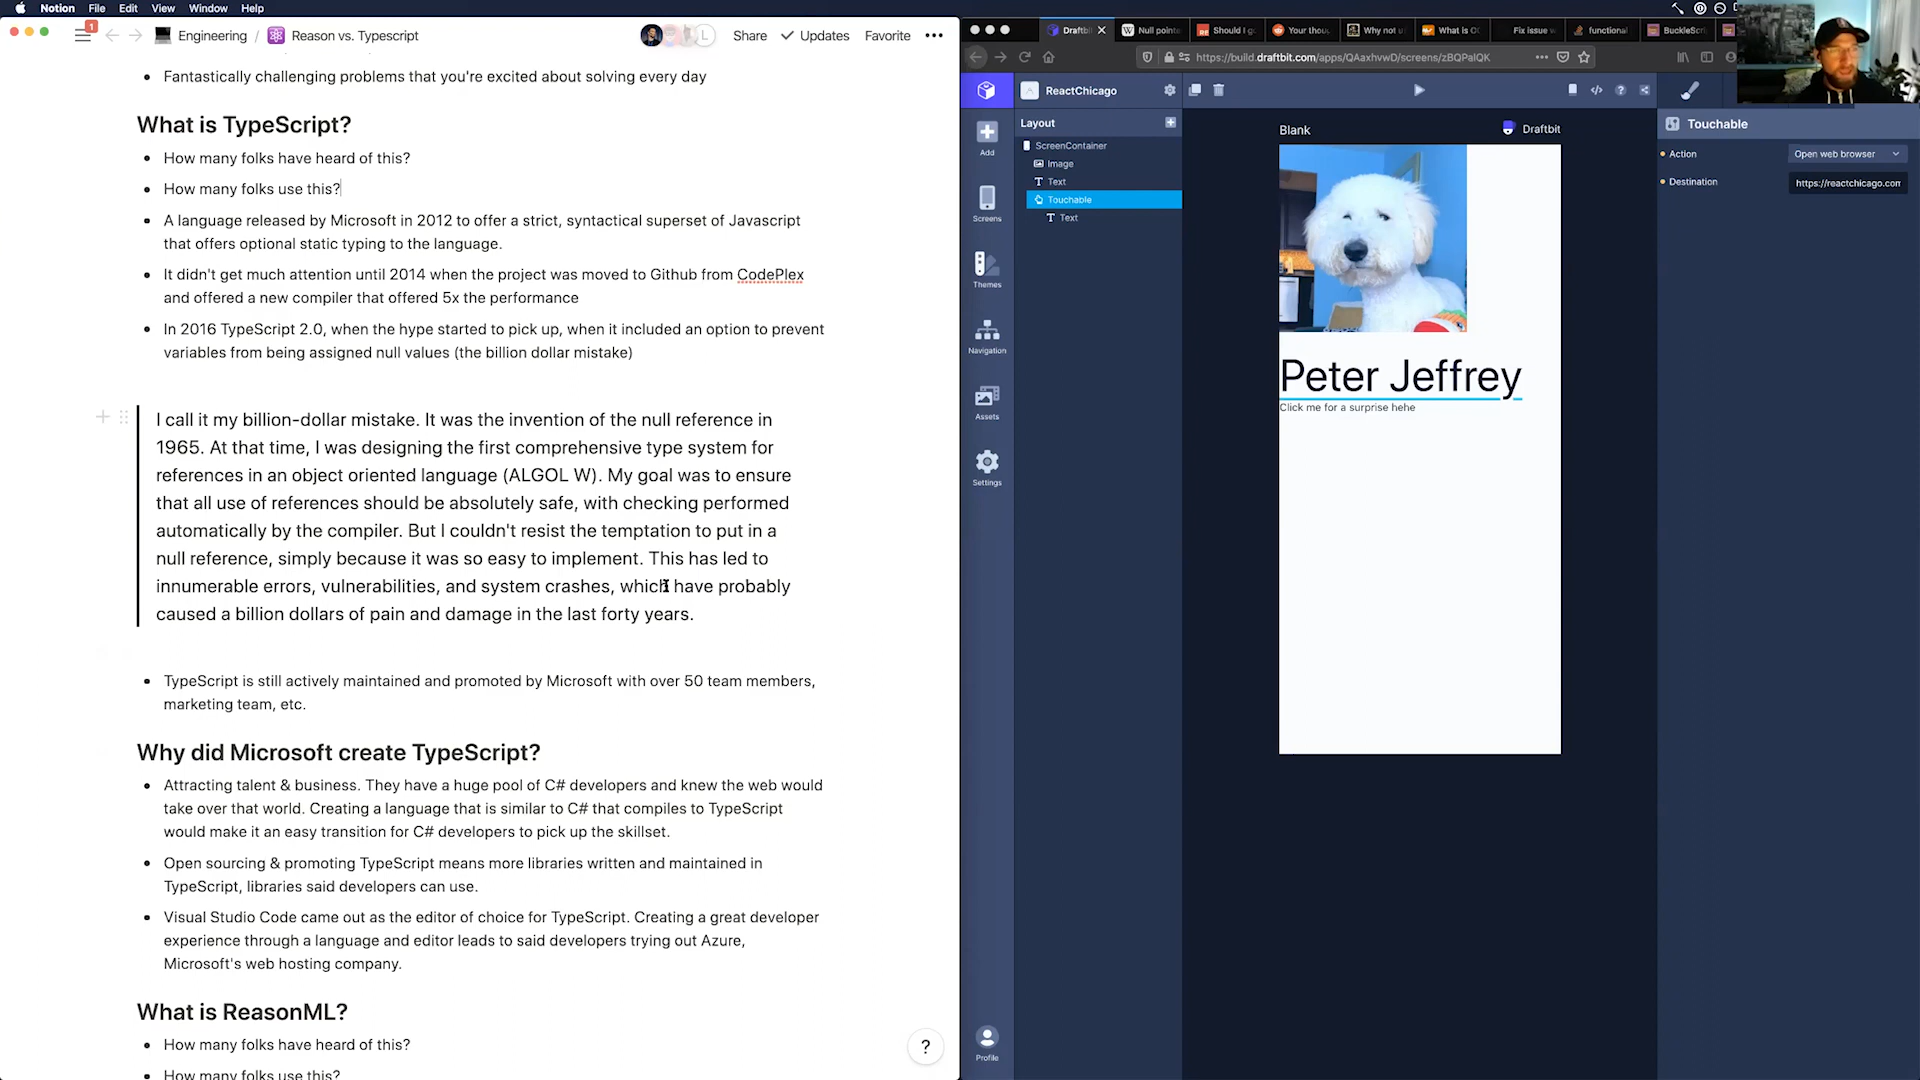 Notion File Edit View Window Help
1
Engineering / Reason vs. Typescript
L Share Updates Favorite
Fantastically challenging problems that you're excited about solving every day
What is TypeScript?
How many folks have heard of this?
How many folks use this?
A language released by Microsoft in 2012 to offer a strict, syntactical superset of Javascript
that offers optional static typing to the language.
It didn't get much attention until 2014 when the project was moved to Github from CodePlex
and offered a new compiler that offered 5x the performance
In 2016 TypeScript 2.0, when the hype started to pick up, when it included an option to prevent
variables from being assigned null values (the billion dollar mistake)
I call it my billion-dollar mistake. It was the invention of the null reference in
1965. At that time, I was designing the first comprehensive type system for
references in an object oriented language (ALGOL W). My goal was to ensure
that all use of references should be absolutely safe, with checking performed
automatically by the compiler. But I couldn't resist the temptation to put in a
null reference, simply because it was so easy to implement. This has led to
innumerable errors, vulnerabilities, and system crashes, which have probably
caused a billion dollars of pain and damage in the last forty years.
TypeScript is still actively maintained and promoted by Microsoft with over 50 team members,
marketing team, etc.
Why did Microsoft create TypeScript?
Attracting talent & business. They have a huge pool of C# developers and knew the web would
take over that world. Creating a language that is similar to C# that compiles to TypeScript
would make it an easy transition for C# developers to pick up the skillset.
Open sourcing & promoting TypeScript means more libraries written and maintained in
TypeScript, libraries said developers can use.
Visual Studio Code came out as the editor of choice for TypeScript. Creating a great developer
experience through a language and editor leads to said developers trying out Azure,
Microsoft's web hosting company.
What is ReasonML?
How many folks have heard of this?
How many folks use this?
?
Draftbi Null pointe Should I g Your thou Why not u What is O Fix issue functional BuckleScri
https://build.draftbit.com/apps/QAaxhvwD/screens/zBQPalQK
ReactChicago
Layout
ScreenContainer
Image
Text
Touchable
Text
Add
Screens
Themes
Navigation
Assets
Settings
Profile
Blank
Draftbit
Peter Jeffrey
Click me for a surprise hehe
Touchable
Action Open web browser
Destination https://reactchicago.com